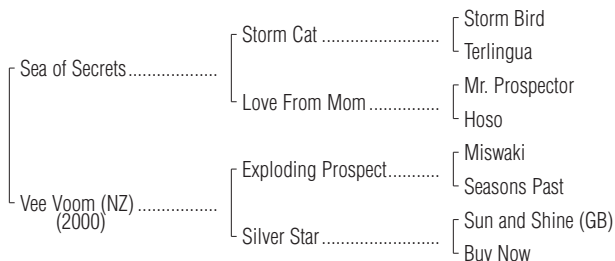 Storm Bird
Storm Cat ........................
Terlingua
Sea of Secrets ..................
Mr. Prospector
Love From Mom ..............
Hoso
Miswaki
Exploding Prospect ...........
Seasons Past
Vee Voom (NZ) ................
(2000)
Sun and Shine (GB)
Silver Star ........................
Buy Now